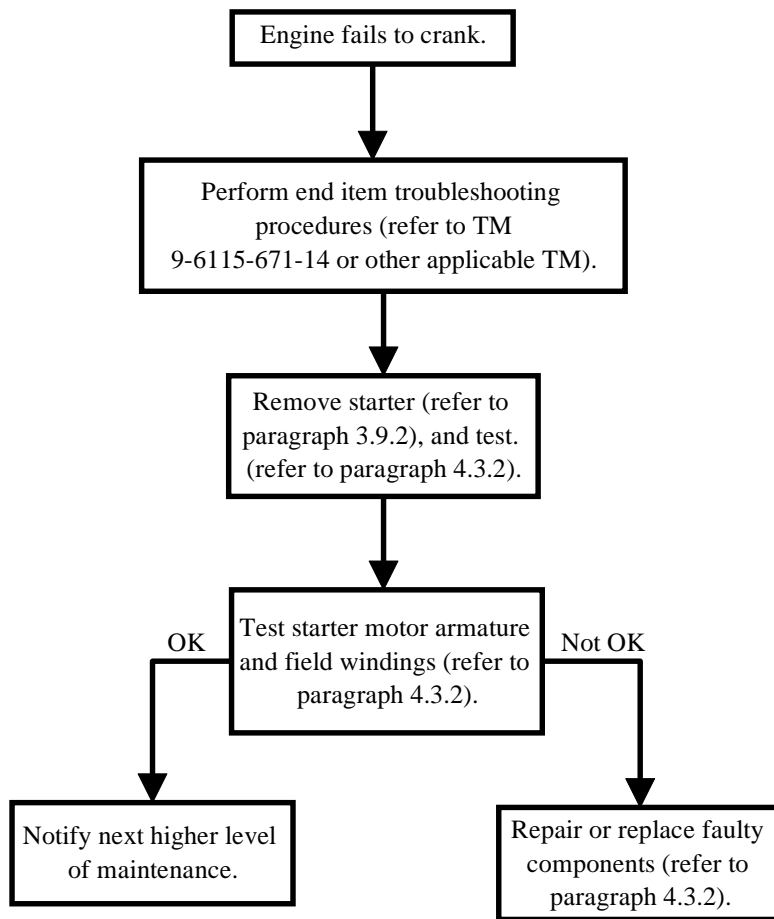 Engine fails to crank.
Perform end item troubleshooting
procedures (refer to TM
9-6115-671-14 or other applicable TM).
Remove starter (refer to
paragraph 3.9.2), and test.
(refer to paragraph 4.3.2).
Test starter motor armature
and field windings (refer to
paragraph 4.3.2).
OK
Not OK
Notify next higher level
of maintenance.
Repair or replace faulty
components (refer to
paragraph 4.3.2).